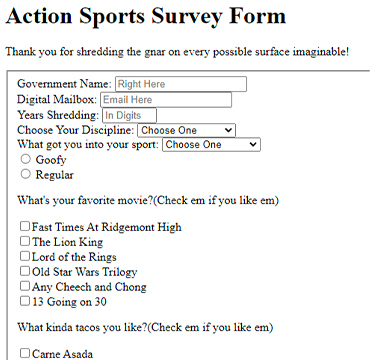 Action Sports Survey Form
Thank you for shredding the gnar on every possible surface imaginable!
Government Name: Right Here
Digital Mailbox: Email Here
Years Shredding: In Digits
Choose Your Discipline: Choose One
What got you into your sport: Choose One
Goofy
Regular
What's your favorite movie?(Check em if you like em)
Fast Times At Ridgemont High
The Lion King
Lord of the Rings
Old Star Wars Trilogy
Any Cheech and Chong
13 Going on 30
What kinda tacos you like?(Check em if you like em)
Carne Asada